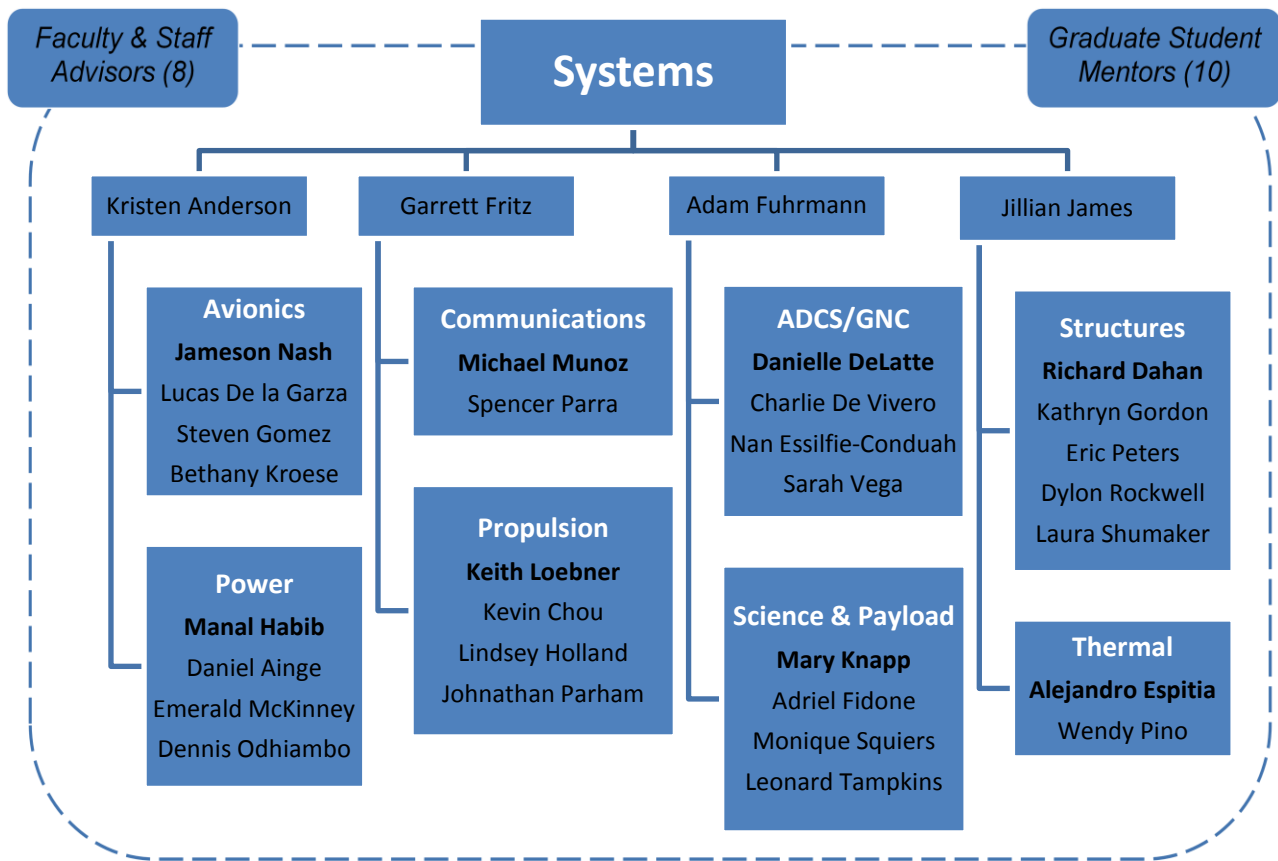 Faculty & Staff
Advisors (8)
Systems
Graduate Student
Mentors (10)
Kristen Anderson
Garrett Fritz
Adam Fuhrmann
Jillian James
Avionics
Jameson Nash
Lucas De la Garza
Steven Gomez
Bethany Kroese
Power
Manal Habib
Daniel Ainge
Emerald McKinney
Dennis Odhiambo
Communications
Michael Munoz
Spencer Parra
Propulsion
Keith Loebner
Kevin Chou
Lindsey Holland
Johnathan Parham
ADCS/GNC
Danielle DeLatte
Charlie De Vivero
Nan Essilfie-Conduah
Sarah Vega
Science & Payload
Mary Knapp
Adriel Fidone
Monique Squiers
Leonard Tampkins
Structures
Richard Dahan
Kathryn Gordon
Eric Peters
Dylon Rockwell
Laura Shumaker
Thermal
Alejandro Espitia
Wendy Pino